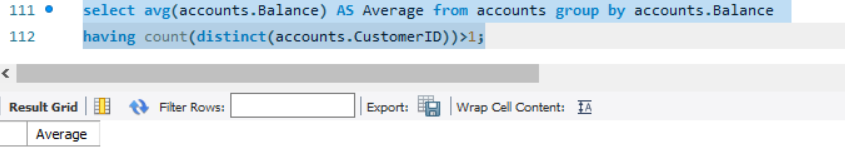 111 select avg(accounts.Balance) AS Average from accounts group by accounts.Balance
112 having count(distinct(accounts.CustomerID))>1;
Result Grid Filter Rows: Export: Wrap Cell Content: IA
Average